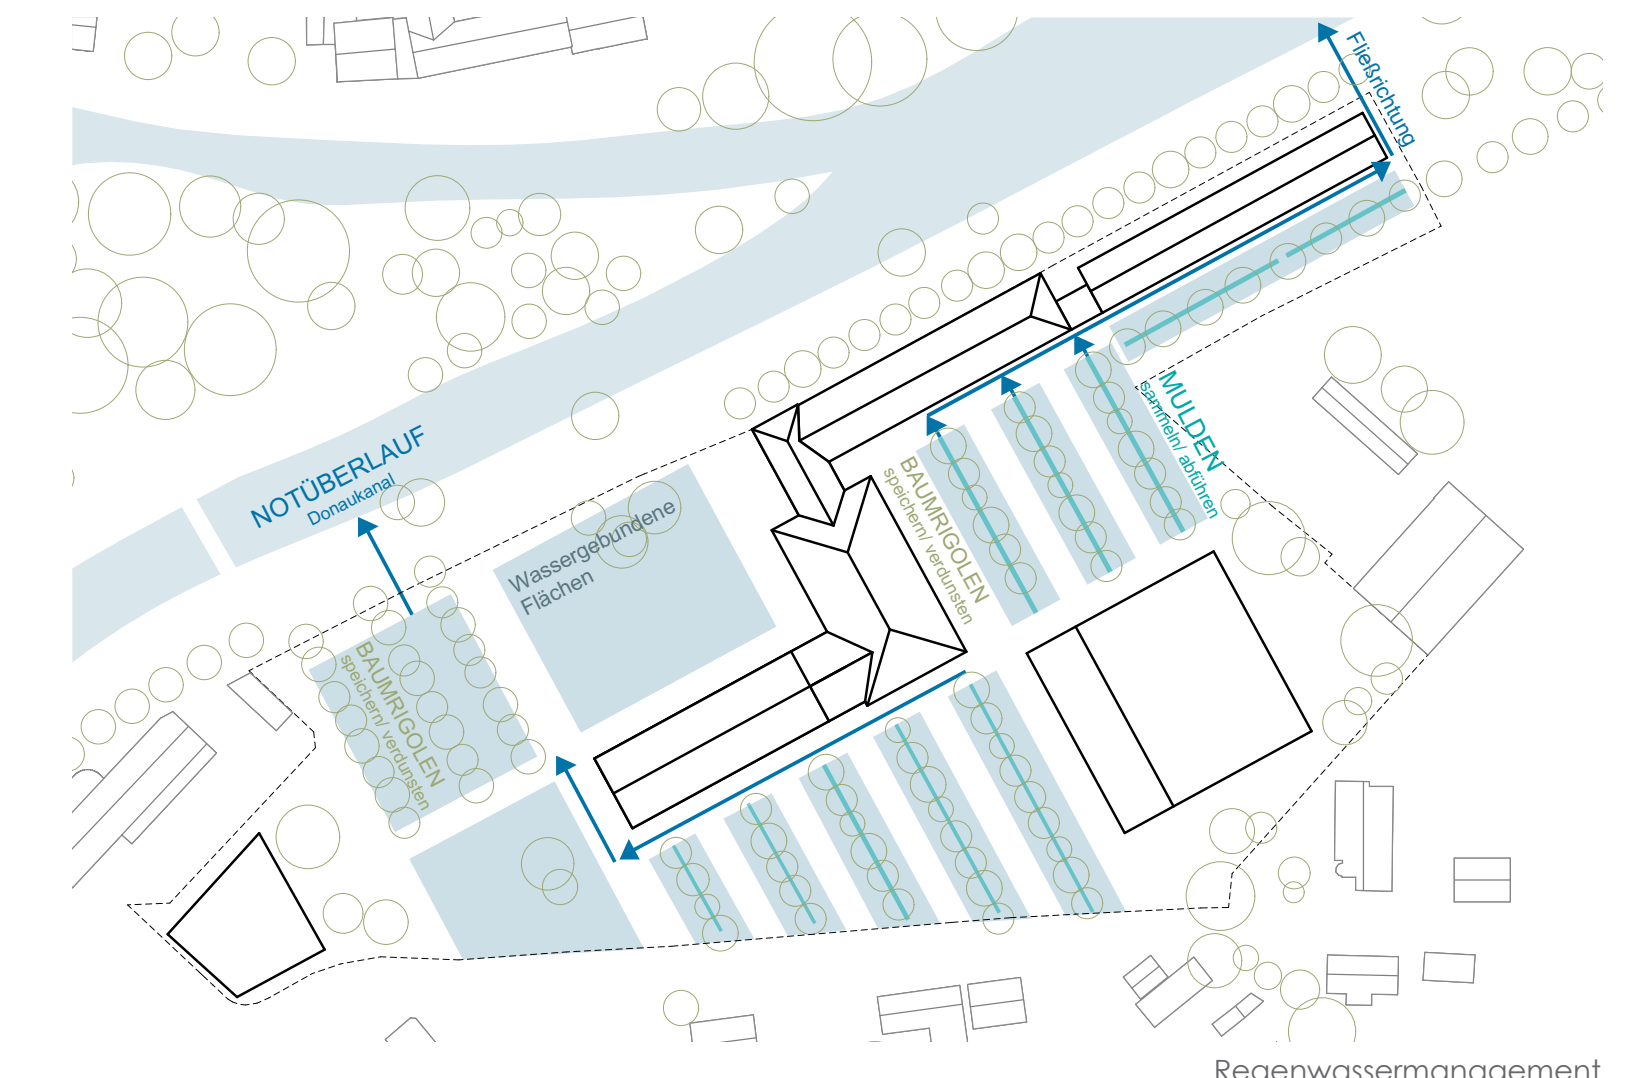 Fließrichtung
MULDEN
sammeln/ abführen
NOTÜBERLAUF
Donaukanal
BAUMRIGOLEN
speichern/ verdunsten
Wassergebundene
Flächen
BAUMRIGOLEN
speichern/ verdunsten
Regenwassermanagement